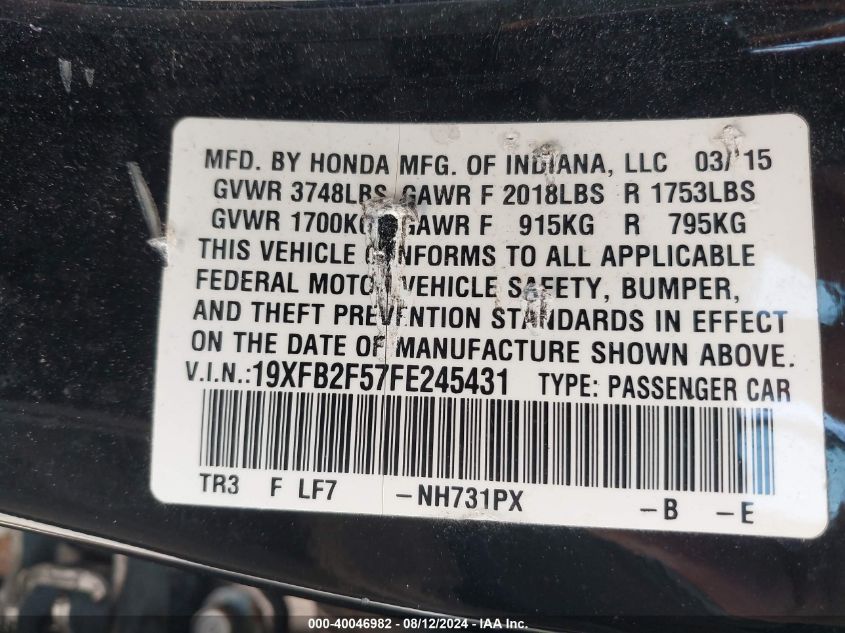 MFD. BY HONDA MFG. OF INDIANA, LLC 03/15
GVWR 3748LBS GAWR F 2018LBS R 1753LBS
GVWR 1700KG GAWR F 915KG R 795KG
THIS VEHICLE CONFORMS TO ALL APPLICABLE
FEDERAL MOTOR VEHICLE SAFETY, BUMPER,
AND THEFT PREVENTION STANDARDS IN EFFECT
ON THE DATE OF MANUFACTURE SHOWN ABOVE.
V.I.N.:19XFB2F57FE245431 TYPE: PASSENGER CAR
TR3 F LF7 –NH731PX –B –E
000-40046982 - 08/12/2024 - IAA Inc.